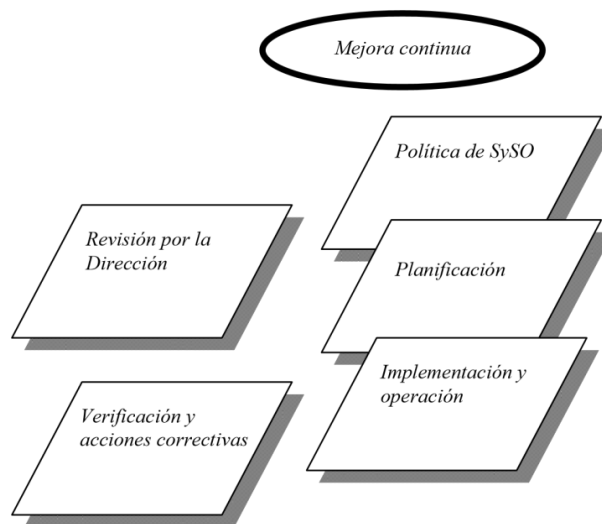 Mejora continua
Política de SySO
Revisión por la
Dirección
Planificación
Implementación y
operación
Verificación y
acciones correctivas